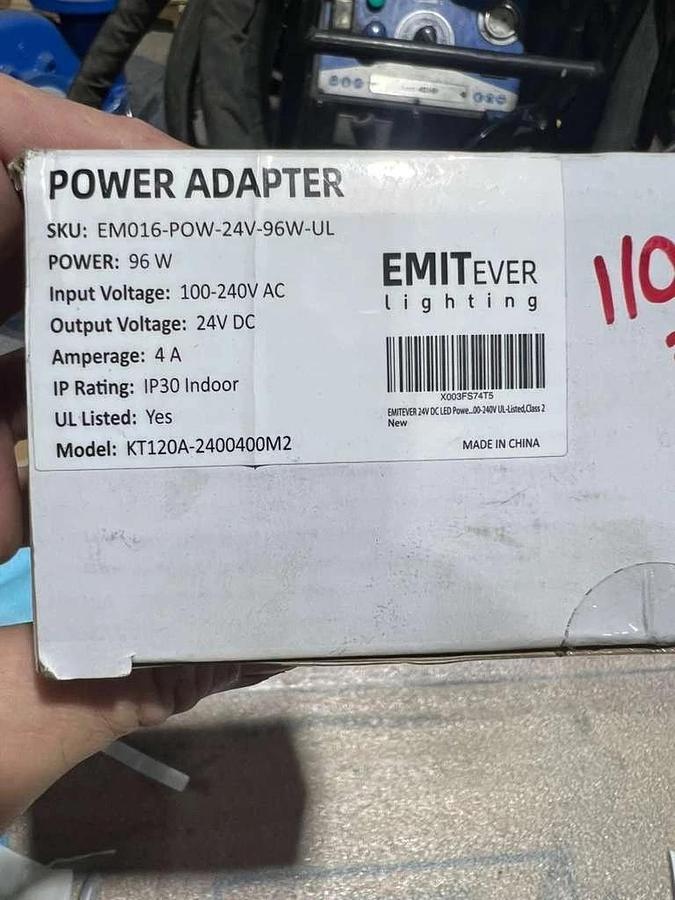 POWER ADAPTER
SKU: EM016-POW-24V-96W-UL
POWER: 96 W
Input Voltage: 100-240V AC
Output Voltage: 24V DC
Amperage: 4 A
IP Rating: IP30 Indoor
UL Listed: Yes
Model: KT120A-2400400M2
EMITEVER
lighting
X003FS74T5
EMITEVER 24V DC LED Powe...00-240V UL-Listed,Class 2
New
MADE IN CHINA
110